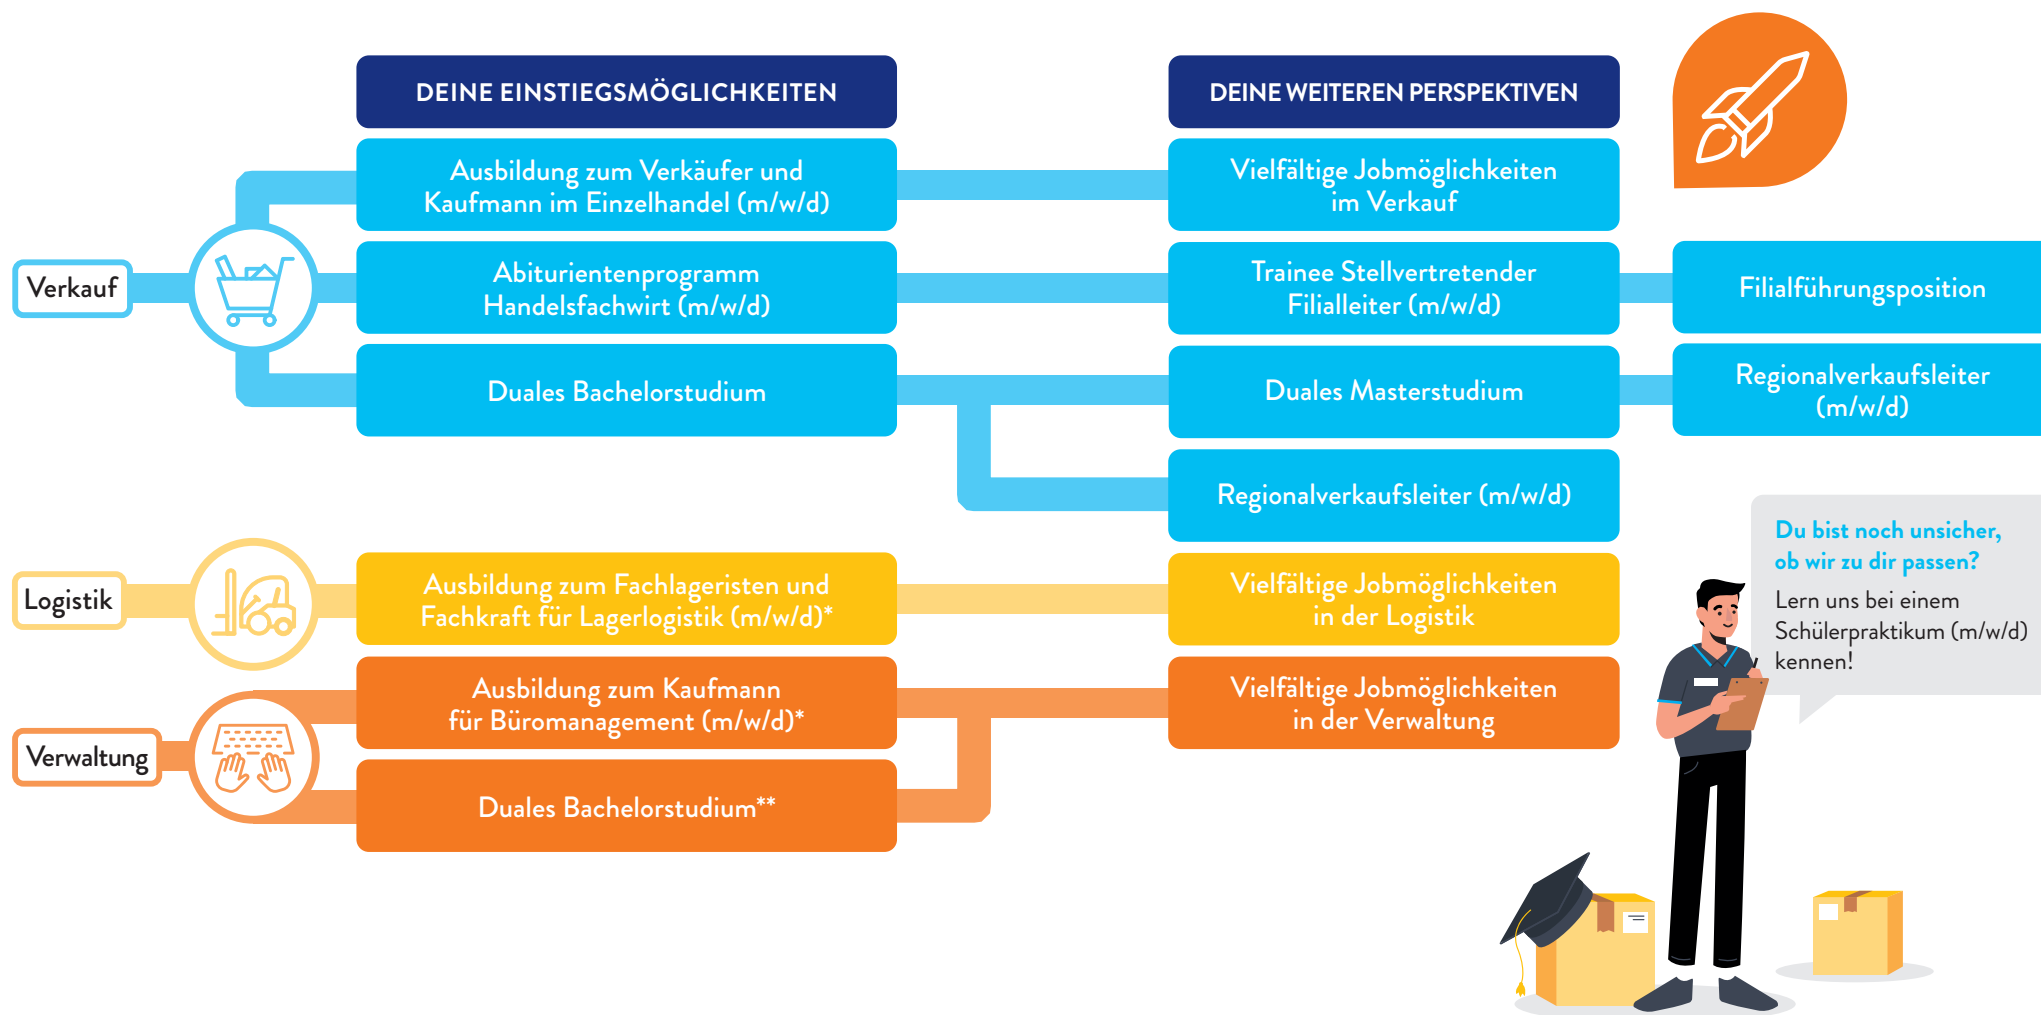 DEINE EINSTIEGSMÖGLICHKEITEN
DEINE WEITEREN PERSPEKTIVEN
Verkauf
Ausbildung zum Verkäufer und
Kaufmann im Einzelhandel (m/w/d)
Vielfältige Jobmöglichkeiten
im Verkauf
Abiturientenprogramm
Handelsfachwirt (m/w/d)
Trainee Stellvertretender
Filialleiter (m/w/d)
Filialführungsposition
Duales Bachelorstudium
Duales Masterstudium
Regionalverkaufsleiter
(m/w/d)
Regionalverkaufsleiter (m/w/d)
Logistik
Ausbildung zum Fachlageristen und
Fachkraft für Lagerlogistik (m/w/d)*
Vielfältige Jobmöglichkeiten
in der Logistik
Verwaltung
Ausbildung zum Kaufmann
für Büromanagement (m/w/d)*
Vielfältige Jobmöglichkeiten
in der Verwaltung
Duales Bachelorstudium**
Du bist noch unsicher,
ob wir zu dir passen?
Lern uns bei einem
Schülerpraktikum (m/w/d)
kennen!